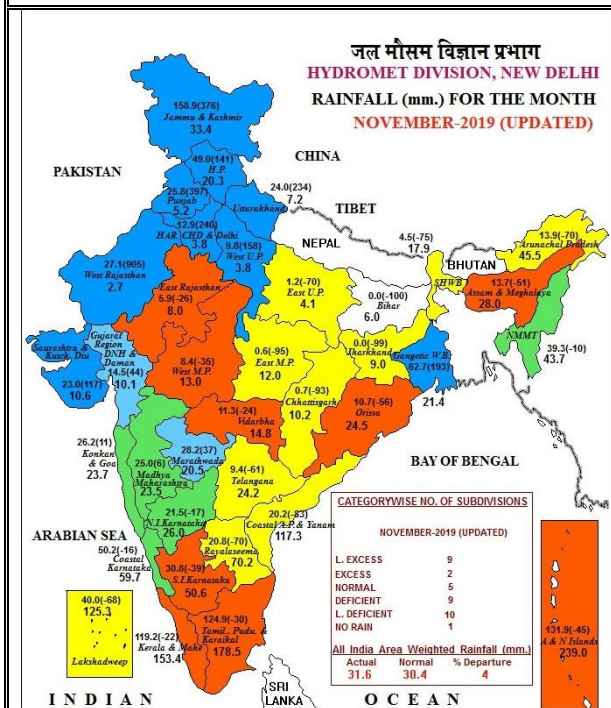 जल मौसम विज्ञान प्रभाग
HYDROMET DIVISION, NEW DELHI
RAINFALL (mm.) FOR THE MONTH
NOVEMBER-2019 (UPDATED)
158.9(376)
Jammu & Kashmir
33.4
CHINA
49.0(141)
H.P.
20.3
PAKISTAN
25.8(397)
Punjab
5.2
Uttarakhand
24.0(234)
7.2
TIBET
12.9(240)
HAR. CHD & Delhi
3.8
9.8(158)
West U.P.
3.8
NEPAL
4.5(-75)
17.9
SHWB
BHUTAN
13.9(-70)
Arunachal Pradesh
45.5
27.1(905)
West Rajasthan
2.7
East Rajasthan
5.9(-26)
8.0
1.2(-70)
East U.P.
4.1
0.0(-100)
Bihar
6.0
13.7(-51)
Assam & Meghalaya
28.0
NMMT
39.3(-10)
43.7
Saurashtra &
Kutch, Diu
23.0(117)
10.6
Gujarat
Region
DNH &
Daman
14.5(44)
10.1
8.4(-35)
West M.P.
13.0
0.6(-95)
East M.P.
12.0
0.0(-99)
Jharkhand
9.0
Gangetic W.B
62.7(193)
21.4
0.7(-93)
Chhattisgarh
10.2
10.7(-56)
Orissa
24.5
11.3(-24)
Vidarbha
14.8
26.2(11)
Konkan
& Goa
23.7
25.0(6)
Madhya
Maharashtra
23.5
28.2(37)
Marathwada
20.5
9.4(-61)
Telangana
24.2
BAY OF BENGAL
21.5(-17)
N.I.Karnataka
26.0
20.2(-83)
Coastal A.P & Yanam
117.3
ARABIAN SEA
50.2(-16)
Coastal
Karnataka
59.7
20.8(-70)
Rayalaseema
70.2
30.8(-39)
S.I.Karnataka
50.6
CATEGORYWISE NO. OF SUBDIVISIONS
NOVEMBER-2019 (UPDATED)
L. EXCESS 9
EXCESS 2
NORMAL 5
DEFICIENT 9
L. DEFICIENT 10
NO RAIN 1
All India Area Weighted Rainfall (mm.)
Actual Normal % Departure
31.6 30.4 4
40.0(-68)
125.3
Lakshadweep
119.2(-22)
Kerala & Mahe
153.4
124.9(-30)
Tamil. Pudu. &
Karaikal
178.5
131.9(-45)
A & N Islands
239.0
SRI
LANKA
INDIAN OCEAN